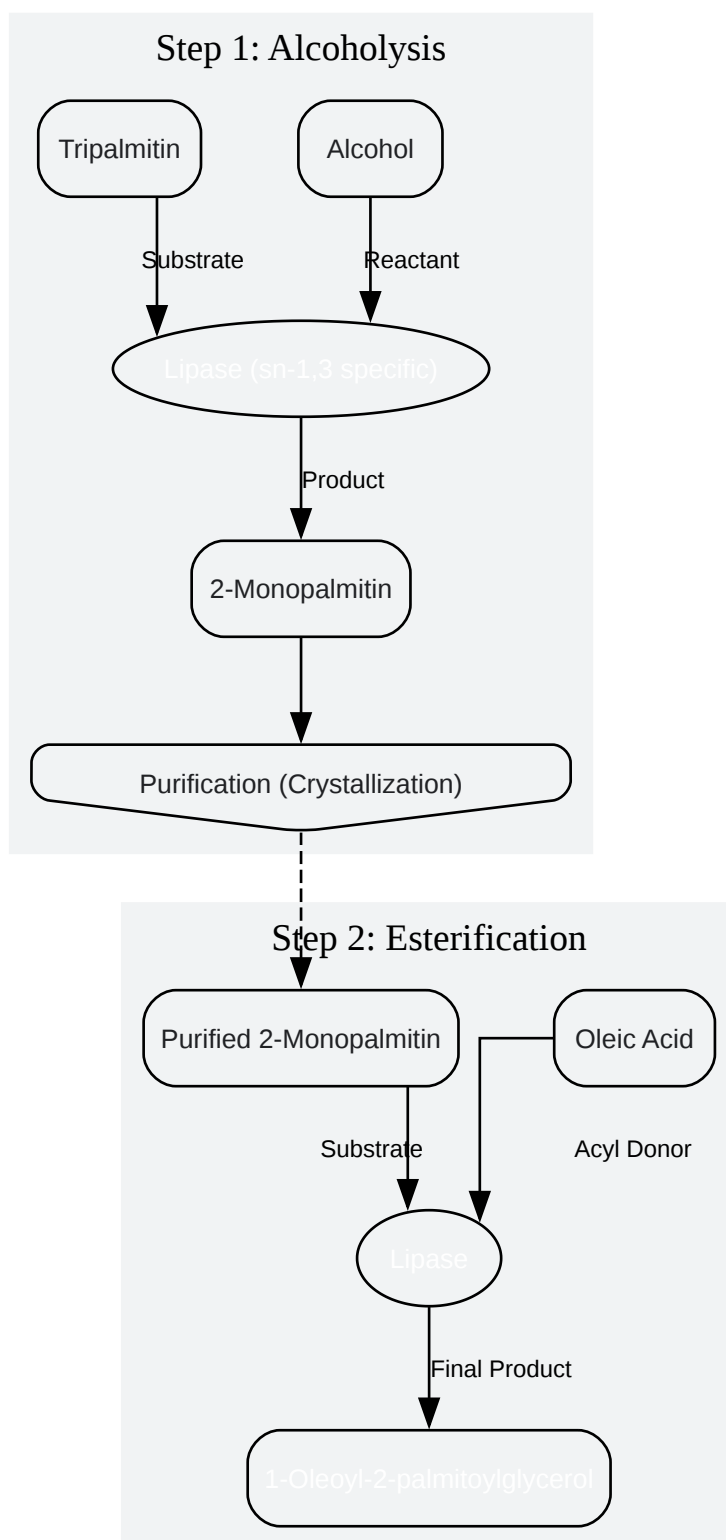 Step 1: Alcoholysis
Tripalmitin
Alcohol
Substrate
Reactant
Lipase (sn-1,3 specific)
Product
2-Monopalmitin
Purification (Crystallization)
Step 2: Esterification
Purified 2-Monopalmitin
Oleic Acid
Substrate
Acyl Donor
Lipase
Final Product
1-Oleoyl-2-palmitoylglycerol